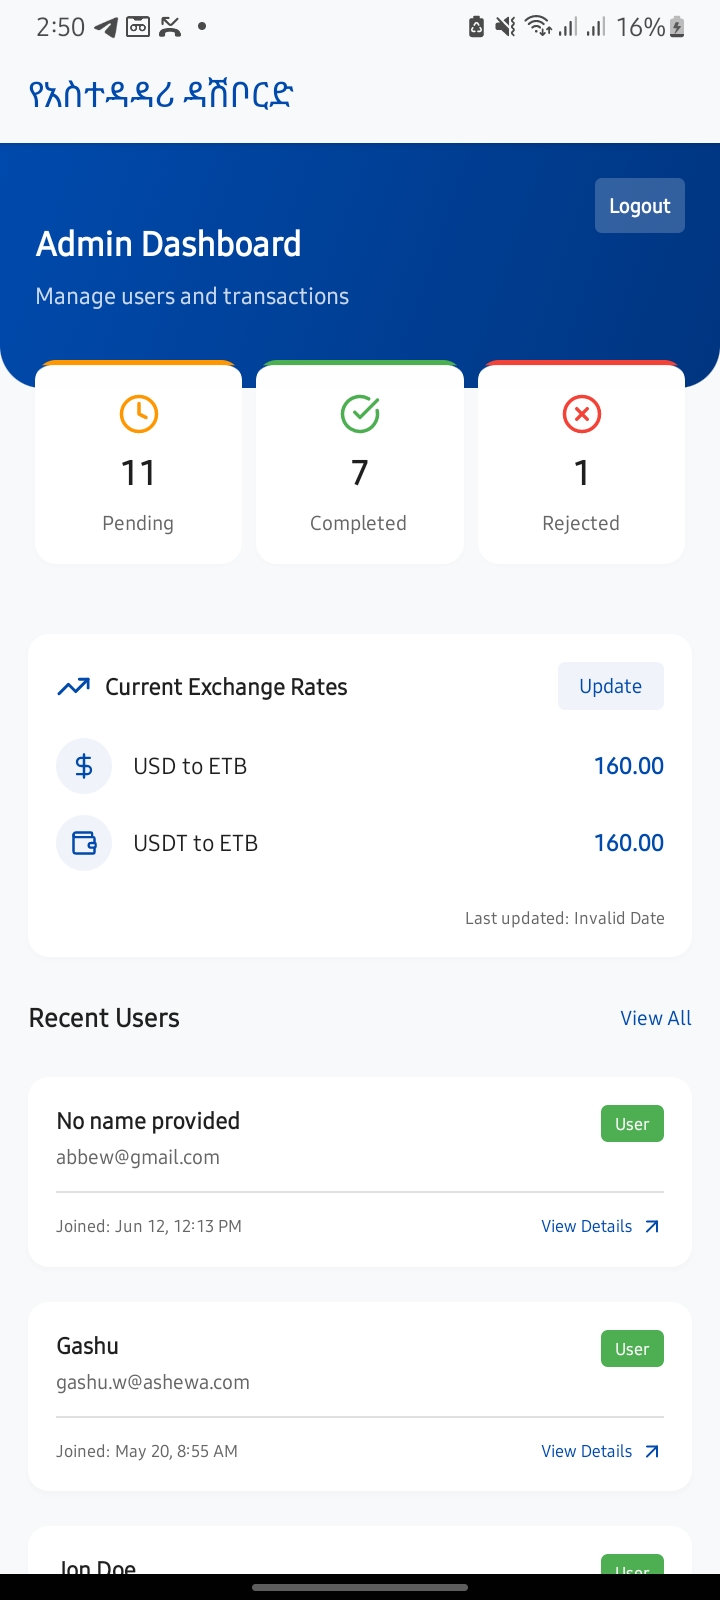 2:50
16%
የአስተዳዳሪ ዳሽቦርድ
Logout
Admin Dashboard
Manage users and transactions
11
Pending
7
Completed
1
Rejected
Current Exchange Rates
Update
USD to ETB
160.00
USDT to ETB
160.00
Last updated: Invalid Date
Recent Users
View All
No name provided
User
abbew@gmail.com
Joined: Jun 12, 12:13 PM
View Details
Gashu
User
gashu.w@ashewa.com
Joined: May 20, 8:55 AM
View Details
Jon Doe
User